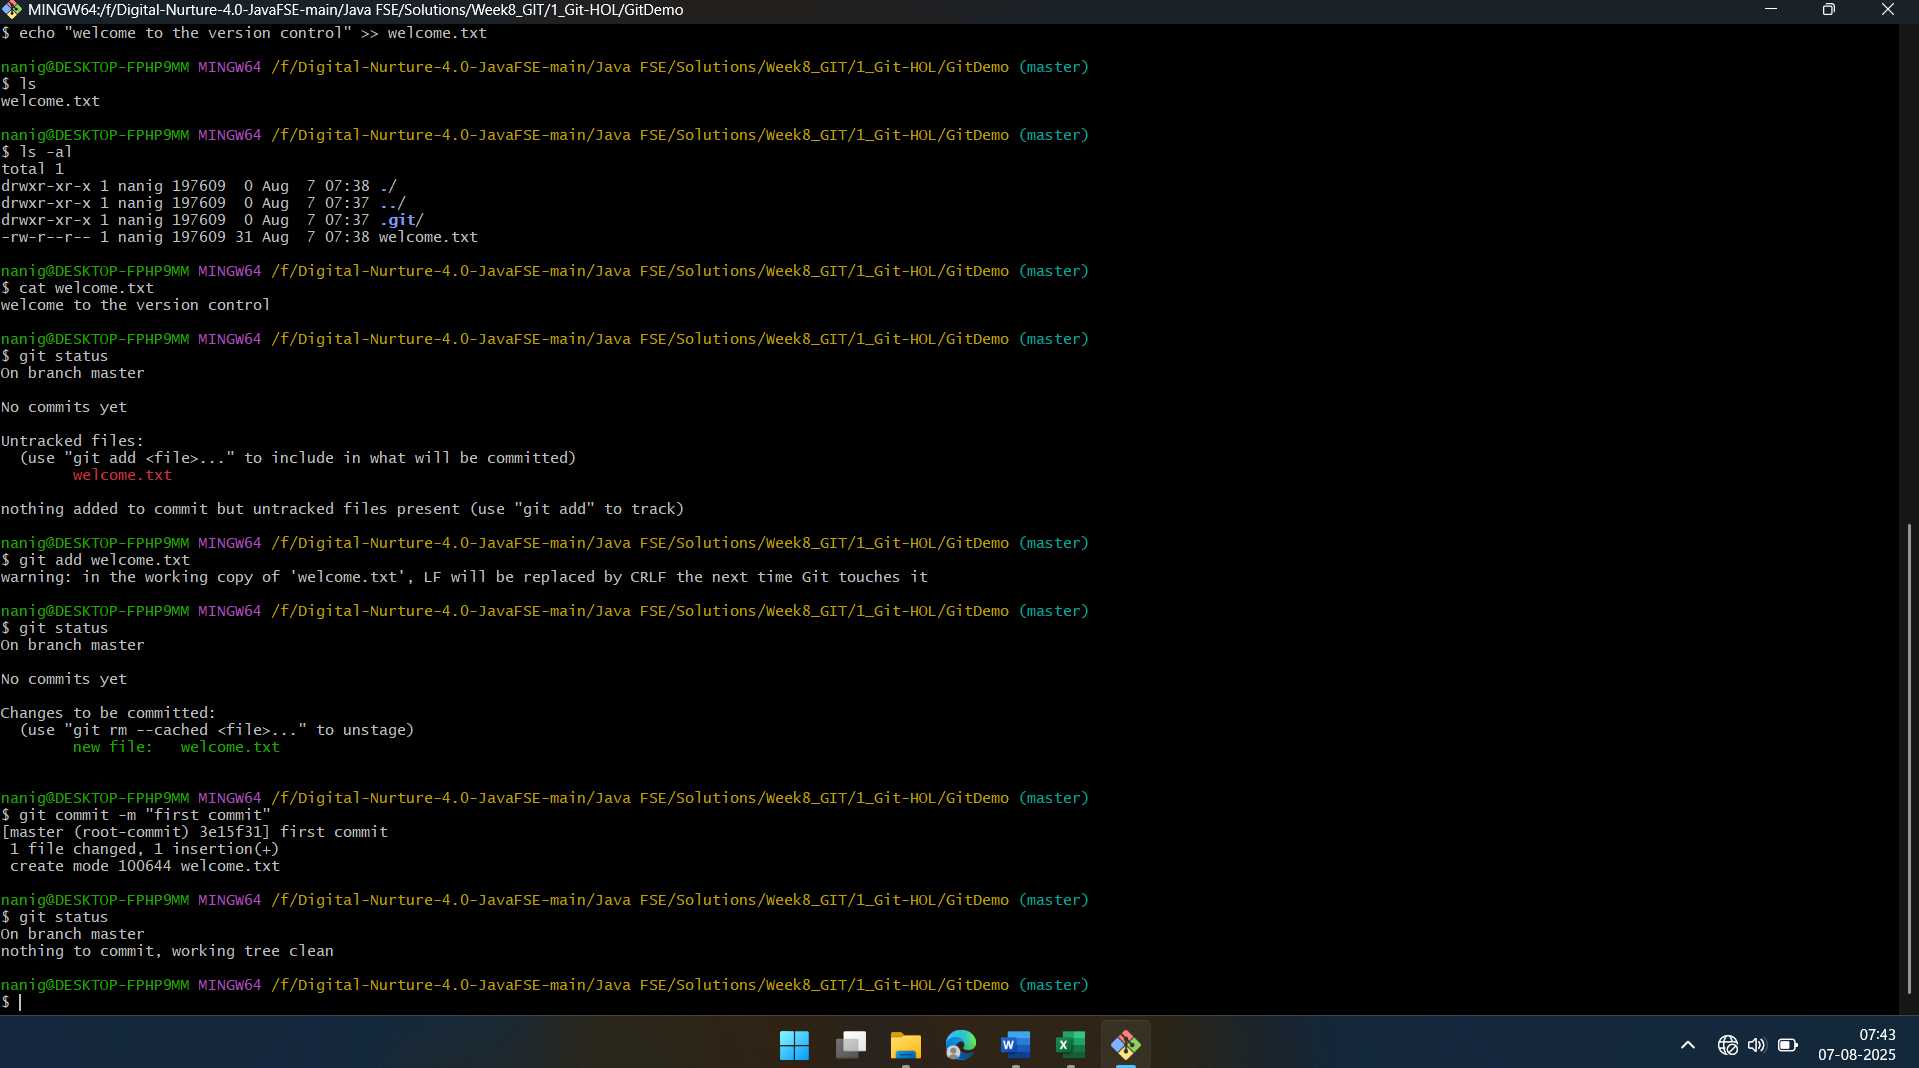 MINGW64:/f/Digital-Nurture-4.0-JavaFSE-main/Java FSE/Solutions/Week8_GIT/1_Git-HOL/GitDemo
$ echo "welcome to the version control" >> welcome.txt
nanig@DESKTOP-FPHP9MM MINGW64 /f/Digital-Nurture-4.0-JavaFSE-main/Java FSE/Solutions/Week8_GIT/1_Git-HOL/GitDemo (master)
$ ls
welcome.txt
nanig@DESKTOP-FPHP9MM MINGW64 /f/Digital-Nurture-4.0-JavaFSE-main/Java FSE/Solutions/Week8_GIT/1_Git-HOL/GitDemo (master)
$ ls -al
total 1
drwxr-xr-x 1 nanig 197609  0 Aug  7 07:38 ./
drwxr-xr-x 1 nanig 197609  0 Aug  7 07:37 ../
drwxr-xr-x 1 nanig 197609  0 Aug  7 07:37 .git/
-rw-r--r-- 1 nanig 197609 31 Aug  7 07:38 welcome.txt
nanig@DESKTOP-FPHP9MM MINGW64 /f/Digital-Nurture-4.0-JavaFSE-main/Java FSE/Solutions/Week8_GIT/1_Git-HOL/GitDemo (master)
$ cat welcome.txt
welcome to the version control
nanig@DESKTOP-FPHP9MM MINGW64 /f/Digital-Nurture-4.0-JavaFSE-main/Java FSE/Solutions/Week8_GIT/1_Git-HOL/GitDemo (master)
$ git status
On branch master
No commits yet
Untracked files:
  (use "git add <file>..." to include in what will be committed)
        welcome.txt
nothing added to commit but untracked files present (use "git add" to track)
nanig@DESKTOP-FPHP9MM MINGW64 /f/Digital-Nurture-4.0-JavaFSE-main/Java FSE/Solutions/Week8_GIT/1_Git-HOL/GitDemo (master)
$ git add welcome.txt
warning: in the working copy of 'welcome.txt', LF will be replaced by CRLF the next time Git touches it
nanig@DESKTOP-FPHP9MM MINGW64 /f/Digital-Nurture-4.0-JavaFSE-main/Java FSE/Solutions/Week8_GIT/1_Git-HOL/GitDemo (master)
$ git status
On branch master
No commits yet
Changes to be committed:
  (use "git rm --cached <file>..." to unstage)
        new file:   welcome.txt
nanig@DESKTOP-FPHP9MM MINGW64 /f/Digital-Nurture-4.0-JavaFSE-main/Java FSE/Solutions/Week8_GIT/1_Git-HOL/GitDemo (master)
$ git commit -m "first commit"
[master (root-commit) 3e15f31] first commit
 1 file changed, 1 insertion(+)
 create mode 100644 welcome.txt
nanig@DESKTOP-FPHP9MM MINGW64 /f/Digital-Nurture-4.0-JavaFSE-main/Java FSE/Solutions/Week8_GIT/1_Git-HOL/GitDemo (master)
$ git status
On branch master
nothing to commit, working tree clean
nanig@DESKTOP-FPHP9MM MINGW64 /f/Digital-Nurture-4.0-JavaFSE-main/Java FSE/Solutions/Week8_GIT/1_Git-HOL/GitDemo (master)
$
07:43
07-08-2025